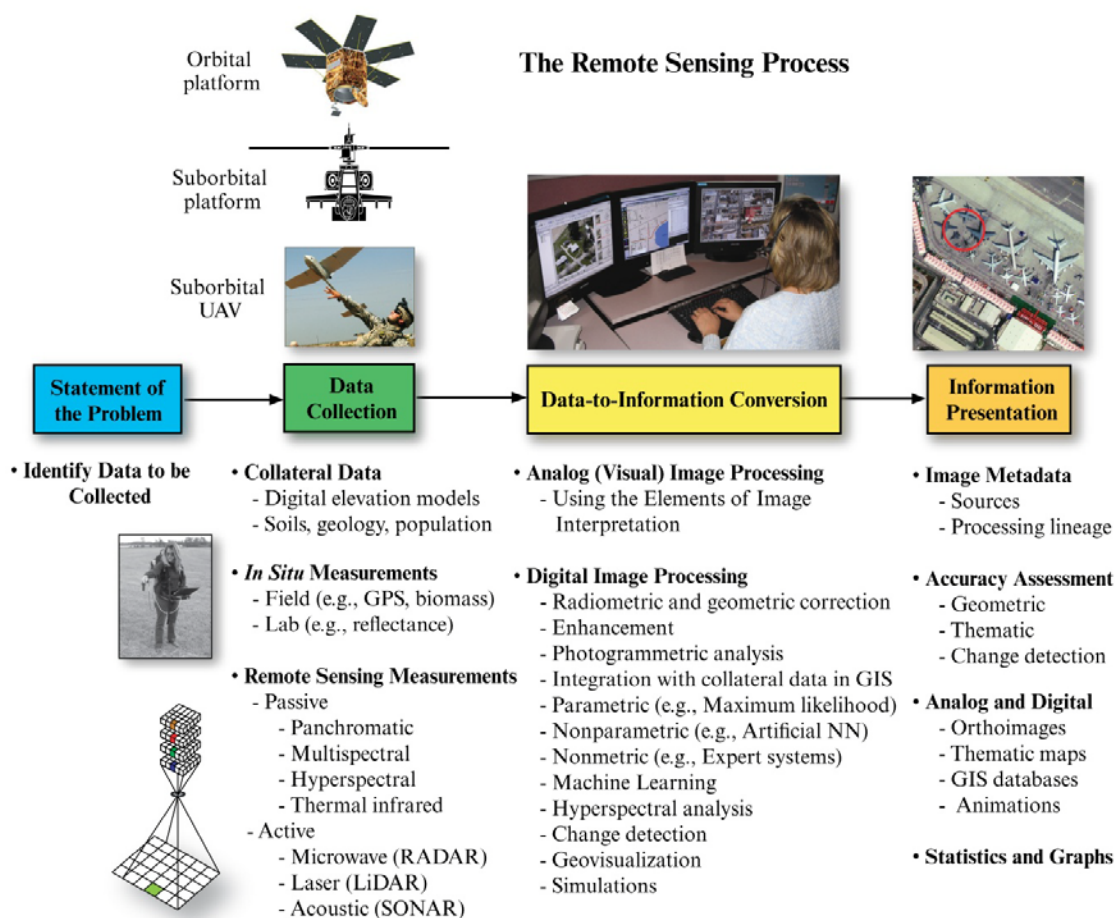 The Remote Sensing Process
Orbital
platform
Suborbital
platform
Suborbital
UAV
Statement of
the Problem
Data
Collection
Data-to-Information Conversion
Information
Presentation
• Identify Data to be
Collected
• Collateral Data
- Digital elevation models
- Soils, geology, population
• In Situ Measurements
- Field (e.g., GPS, biomass)
- Lab (e.g., reflectance)
• Remote Sensing Measurements
- Passive
- Panchromatic
- Multispectral
- Hyperspectral
- Thermal infrared
- Active
- Microwave (RADAR)
- Laser (LiDAR)
- Acoustic (SONAR)
• Analog (Visual) Image Processing
- Using the Elements of Image
Interpretation
• Digital Image Processing
- Radiometric and geometric correction
- Enhancement
- Photogrammetric analysis
- Integration with collateral data in GIS
- Parametric (e.g., Maximum likelihood)
- Nonparametric (e.g., Artificial NN)
- Nonmetric (e.g., Expert systems)
- Machine Learning
- Hyperspectral analysis
- Change detection
- Geovisualization
- Simulations
• Image Metadata
- Sources
- Processing lineage
• Accuracy Assessment
- Geometric
- Thematic
- Change detection
• Analog and Digital
- Orthoimages
- Thematic maps
- GIS databases
- Animations
• Statistics and Graphs